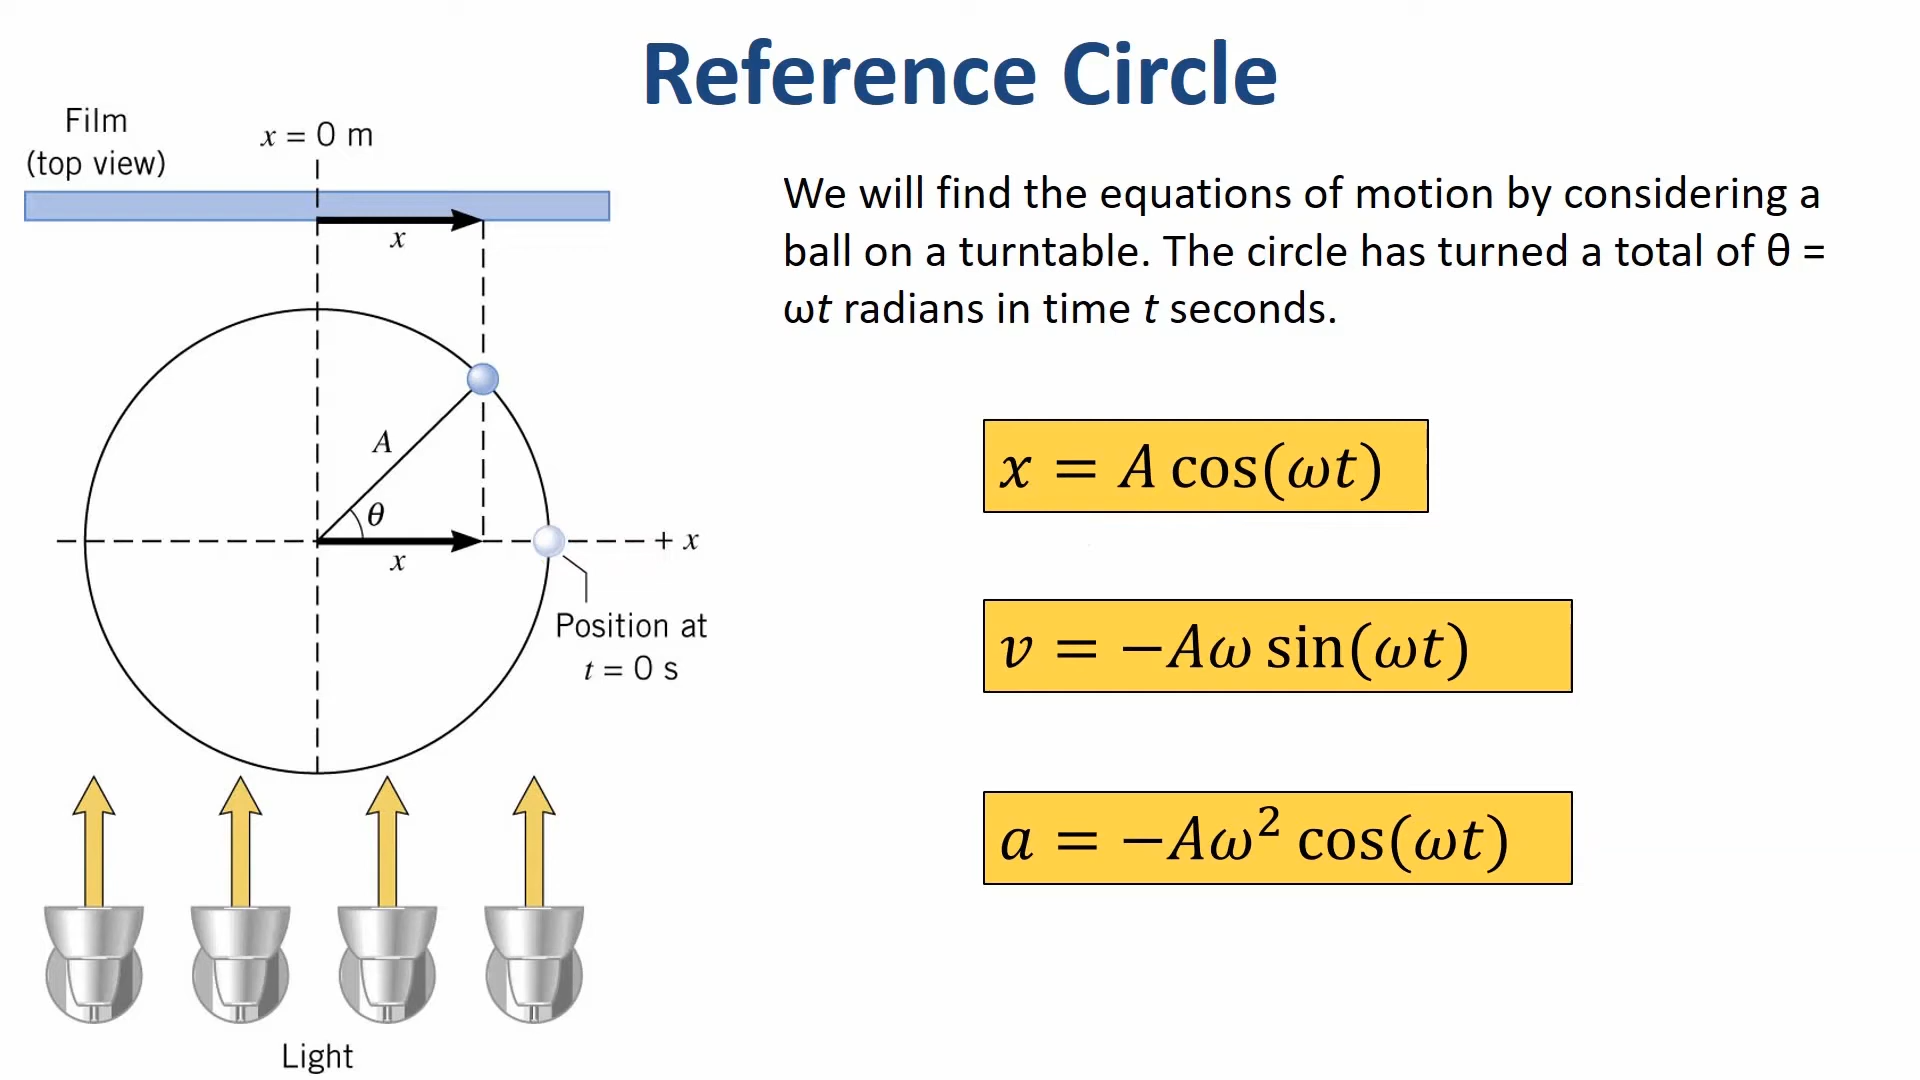 Reference Circle
Film
(top view)
x = 0 m
x
A
θ
x
+ x
Position at
t = 0 s
Light
We will find the equations of motion by considering a
ball on a turntable. The circle has turned a total of θ =
ωt radians in time t seconds.
x = A cos(ωt)
v = −Aω sin(ωt)
a = −Aω² cos(ωt)